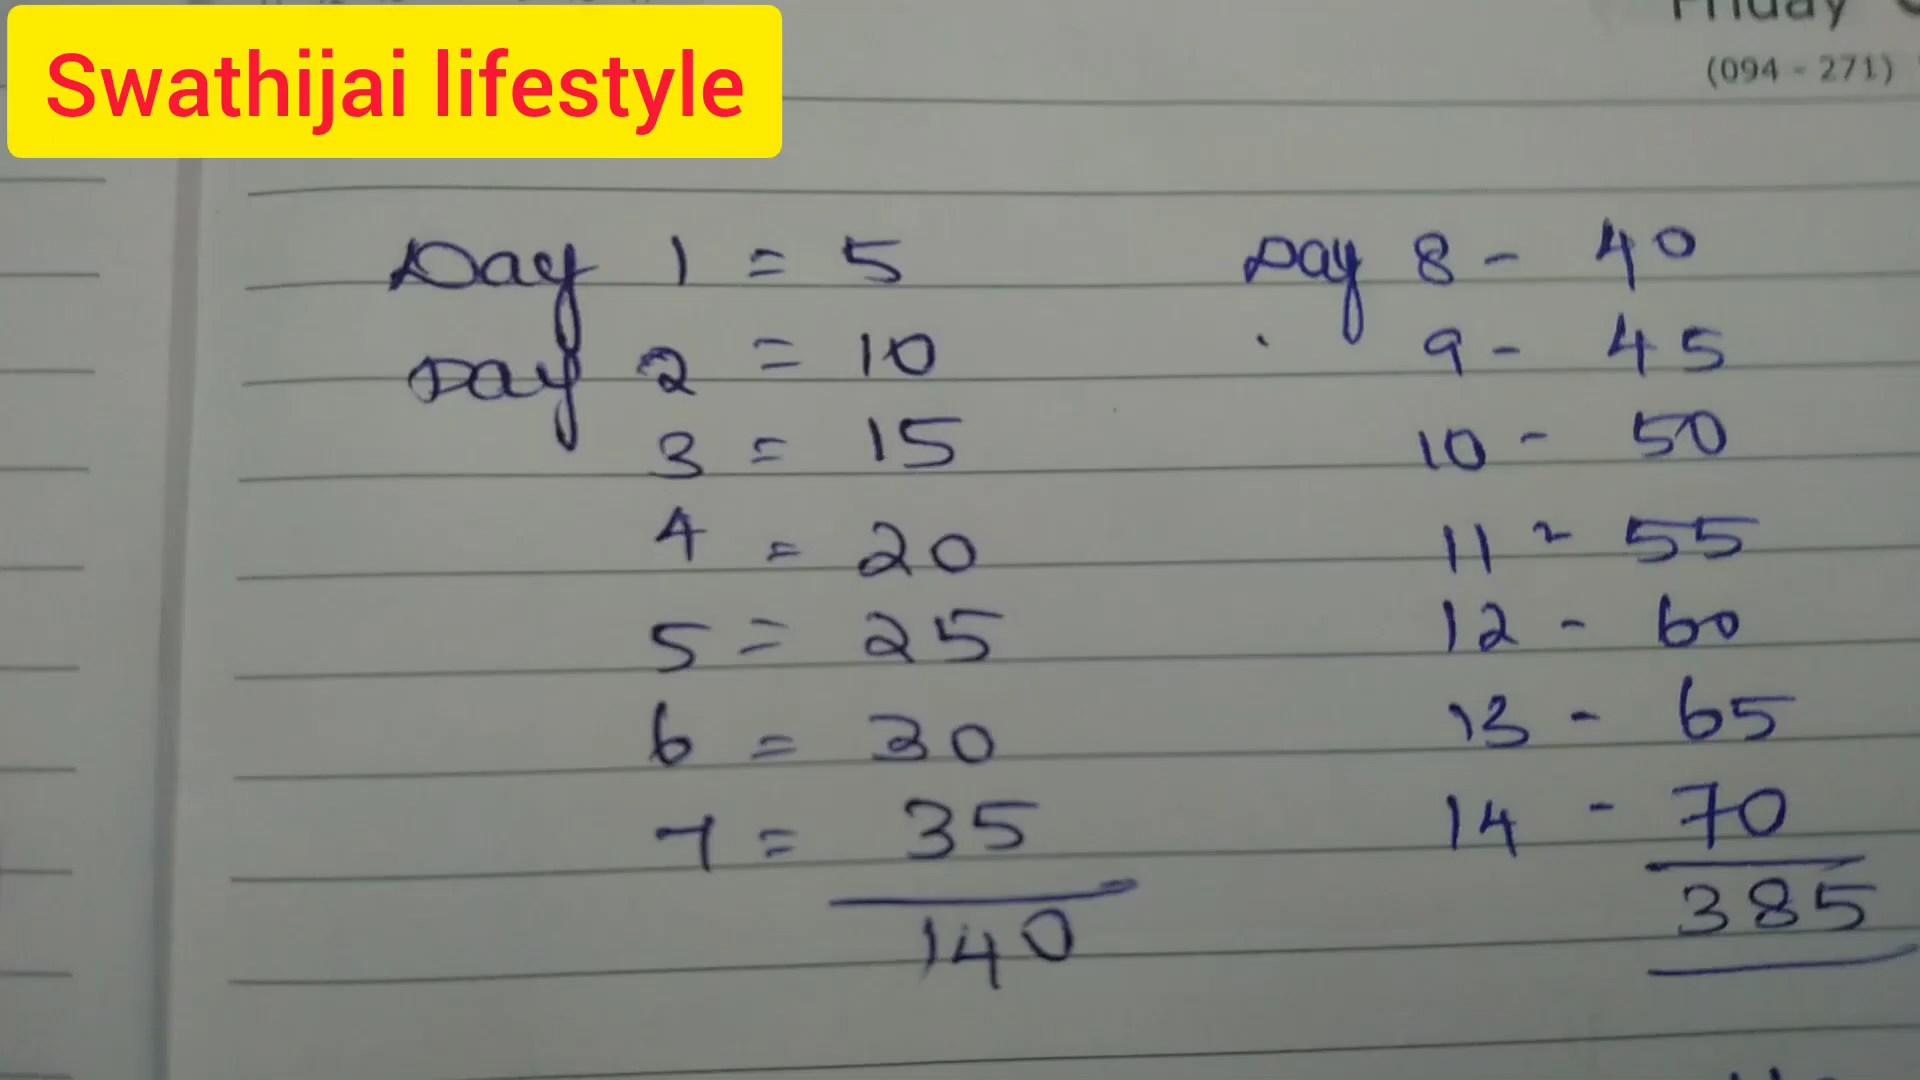 Swathijai lifestyle
Friday
(094 - 271)
Day 1 = 5
Day 2 = 10
3 = 15
4 = 20
5 = 25
6 = 30
7 = 35
140
Day 8 - 40
9 - 45
10 - 50
11 - 55
12 - 60
13 - 65
14 - 70
385